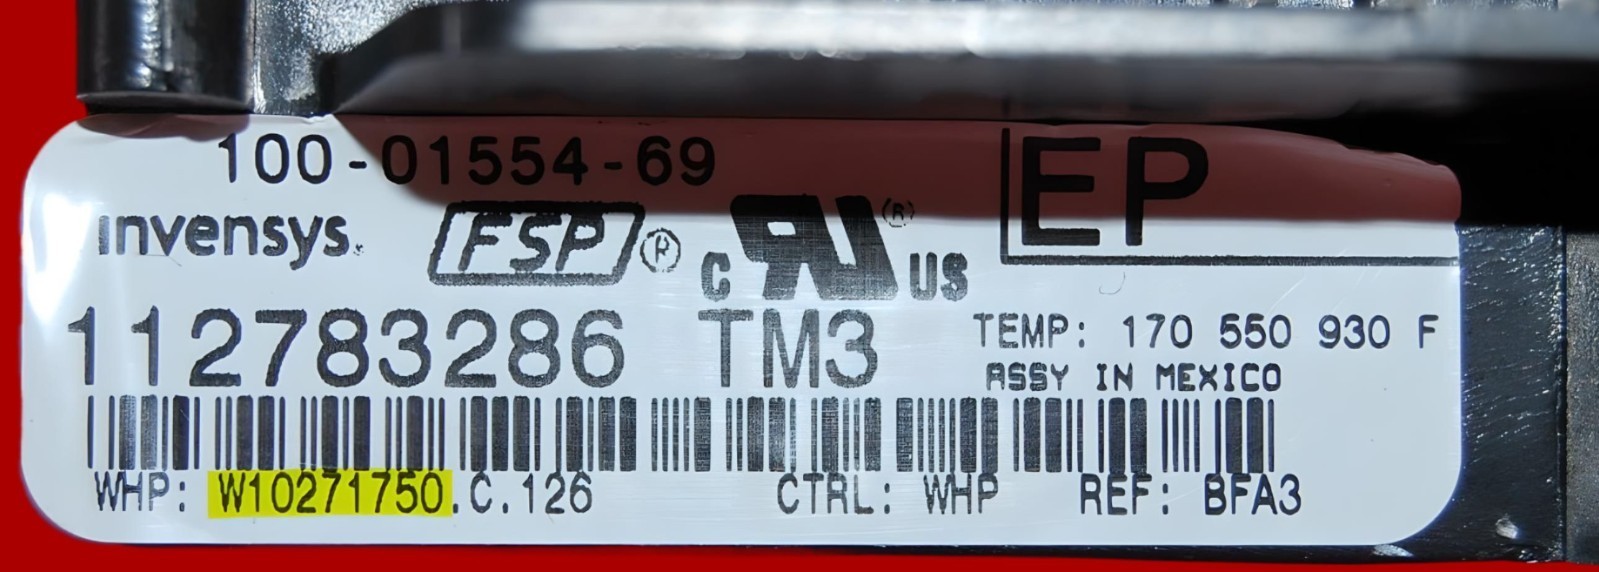 100-01554-69 EP
invensys. FSP® C UR® US
112783286 TM3 TEMP: 170 550 930 F
ASSY IN MEXICO
WHP: W10271750.C.126 CTRL: WHP REF: BFA3